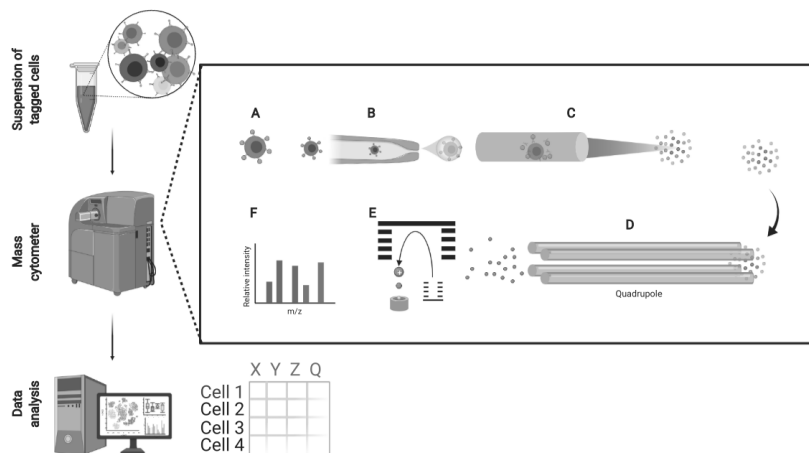 Suspension of
tagged cells
A
B
C
F
E
D
Relative intensity
m/z
Quadrupole
Mass
cytometer
Data
analysis
X Y Z Q
Cell 1
Cell 2
Cell 3
Cell 4